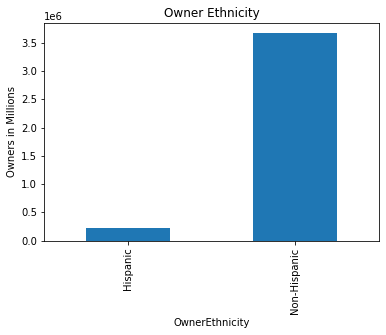 Owner Ethnicity
1e6
3.5
3.0
2.5
2.0
1.5
1.0
0.5
0.0
Owners in Millions
Hispanic
Non-Hispanic
OwnerEthnicity